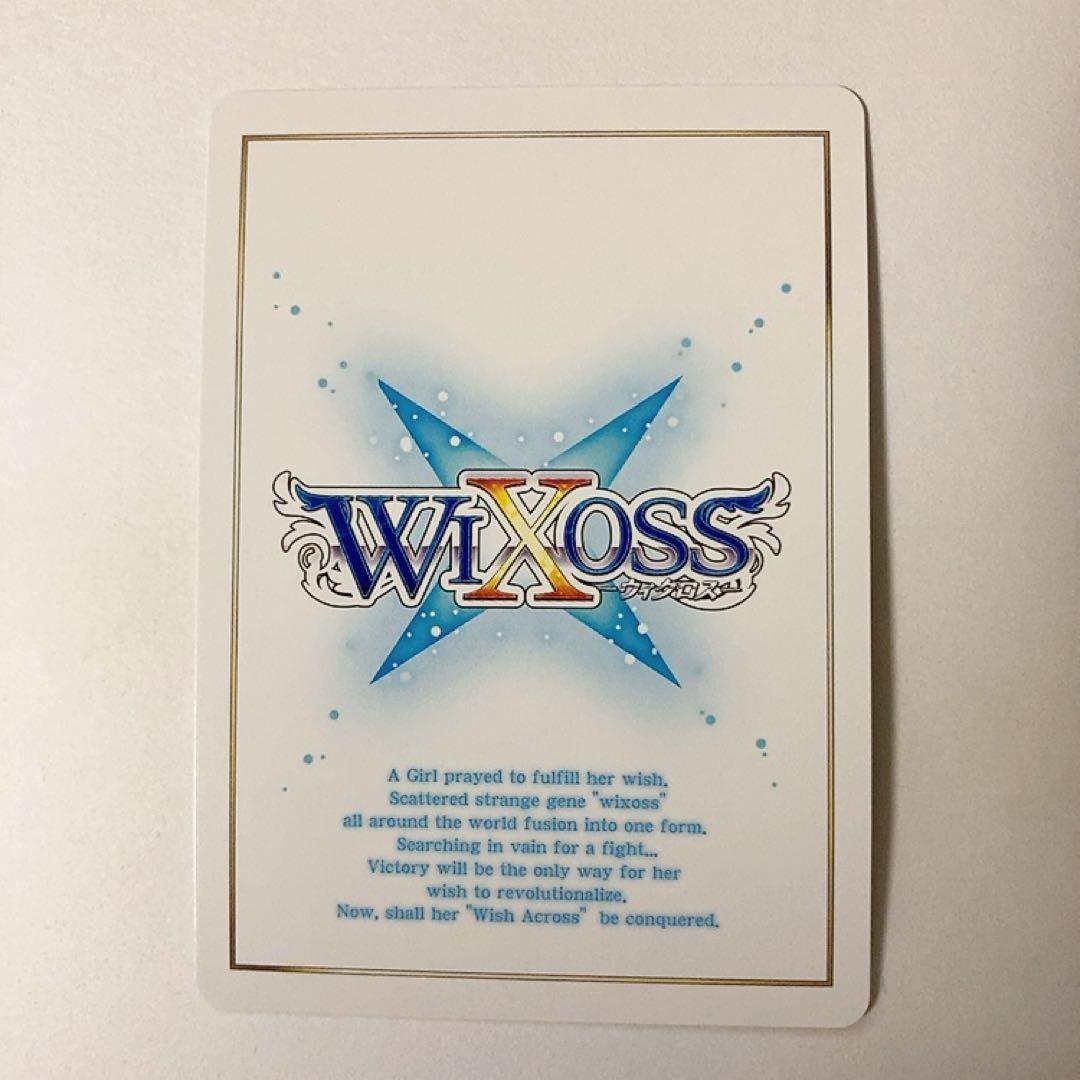 WIXOSS
ーウィクロスー
A Girl prayed to fulfill her wish.
Scattered strange gene "wixoss"
all around the world fusion into one form.
Searching in vain for a fight...
Victory will be the only way for her
wish to revolutionalize.
Now, shall her "Wish Across" be conquered.